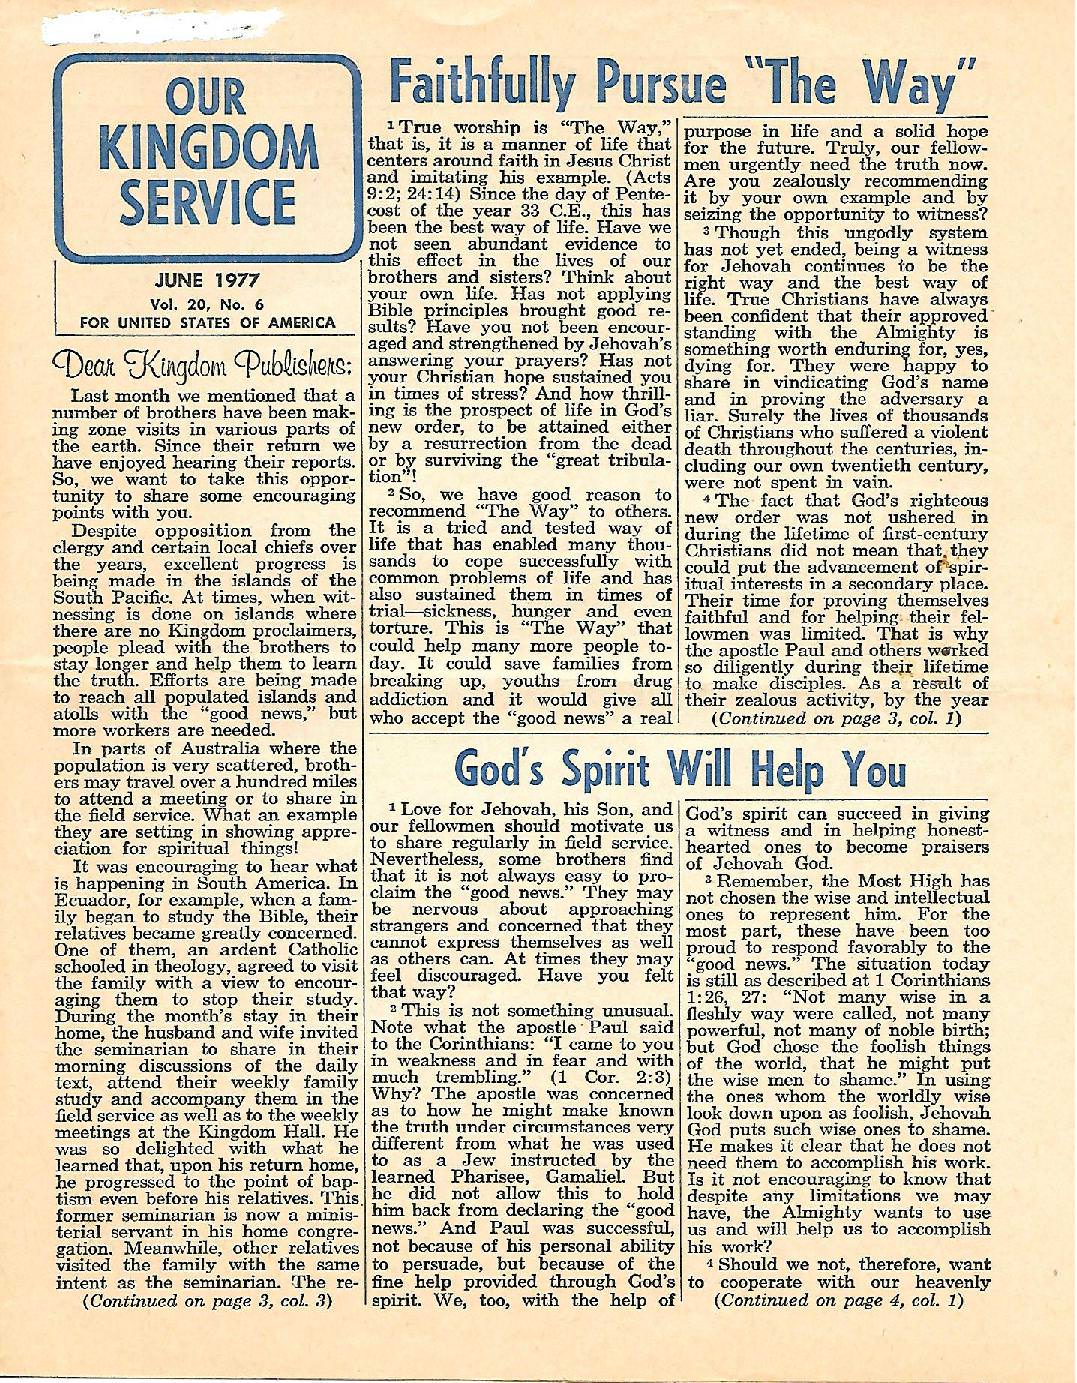 OUR
KINGDOM
SERVICE
JUNE 1977
Vol. 20, No. 6
FOR UNITED STATES OF AMERICA
Dear Kingdom Publishers:
Last month we mentioned that a
number of brothers have been mak-
ing zone visits in various parts of
the earth. Since their return we
have enjoyed hearing their reports.
So, we want to take this oppor-
tunity to share some encouraging
points with you.
Despite opposition from the
clergy and certain local chiefs over
the years, excellent progress is
being made in the islands of the
South Pacific. At times, when wit-
nessing is done on islands where
there are no Kingdom proclaimers,
people plead with the brothers to
stay longer and help them to learn
the truth. Efforts are being made
to reach all populated islands and
atolls with the “good news,” but
more workers are needed.
In parts of Australia where the
population is very scattered, broth-
ers may travel over a hundred miles
to attend a meeting or to share in
the field service. What an example
they are setting in showing appre-
ciation for spiritual things!
It was encouraging to hear what
is happening in South America. In
Ecuador, for example, when a fam-
ily began to study the Bible, their
relatives became greatly concerned.
One of them, an ardent Catholic
schooled in theology, agreed to visit
the family with a view to encour-
aging them to stop their study.
During the month's stay in their
home, the husband and wife invited
the seminarian to share in their
morning discussions of the daily
text, attend their weekly family
study and accompany them in the
field service as well as to the weekly
meetings at the Kingdom Hall. He
was so delighted with what he
learned that, upon his return home,
he progressed to the point of bap-
tism even before his relatives. This
former seminarian is now a minis-
terial servant in his home congre-
gation. Meanwhile, other relatives
visited the family with the same
intent as the seminarian. The re-
(Continued on page 3, col. 3)
Faithfully Pursue “The Way”
1 True worship is “The Way,”
that is, it is a manner of life that
centers around faith in Jesus Christ
and imitating his example. (Acts
9:2; 24:14) Since the day of Pente-
cost of the year 33 C.E., this has
been the best way of life. Have we
not seen abundant evidence to
this effect in the lives of our
brothers and sisters? Think about
your own life. Has not applying
Bible principles brought good re-
sults? Have you not been encour-
aged and strengthened by Jehovah's
answering your prayers? Has not
your Christian hope sustained you
in times of stress? And how thrill-
ing is the prospect of life in God's
new order, to be attained either
by a resurrection from the dead
or by surviving the “great tribula-
tion”!
2 So, we have good reason to
recommend “The Way” to others.
It is a tried and tested way of
life that has enabled many thou-
sands to cope successfully with
common problems of life and has
also sustained them in times of
trial—sickness, hunger and even
torture. This is “The Way” that
could help many more people to-
day. It could save families from
breaking up, youths from drug
addiction and it would give all
who accept the “good news” a real
purpose in life and a solid hope
for the future. Truly, our fellow-
men urgently need the truth now.
Are you zealously recommending
it by your own example and by
seizing the opportunity to witness?
3 Though this ungodly system
has not yet ended, being a witness
for Jehovah continues to be the
right way and the best way of
life. True Christians have always
been confident that their approved
standing with the Almighty is
something worth enduring for, yes,
dying for. They were happy to
share in vindicating God's name
and in proving the adversary a
liar. Surely the lives of thousands
of Christians who suffered a violent
death throughout the centuries, in-
cluding our own twentieth century,
were not spent in vain.
4 The fact that God's righteous
new order was not ushered in
during the lifetime of first-century
Christians did not mean that they
could put the advancement of spir-
itual interests in a secondary place.
Their time for proving themselves
faithful and for helping their fel-
lowmen was limited. That is why
the apostle Paul and others worked
so diligently during their lifetime
to make disciples. As a result of
their zealous activity, by the year
(Continued on page 3, col. 1)
God's Spirit Will Help You
1 Love for Jehovah, his Son, and
our fellowmen should motivate us
to share regularly in field service.
Nevertheless, some brothers find
that it is not always easy to pro-
claim the “good news.” They may
be nervous about approaching
strangers and concerned that they
cannot express themselves as well
as others can. At times they may
feel discouraged. Have you felt
that way?
2 This is not something unusual.
Note what the apostle Paul said
to the Corinthians: “I came to you
in weakness and in fear and with
much trembling.” (1 Cor. 2:3)
Why? The apostle was concerned
as to how he might make known
the truth under circumstances very
different from what he was used
to as a Jew instructed by the
learned Pharisee, Gamaliel. But
he did not allow this to hold
him back from declaring the “good
news.” And Paul was successful,
not because of his personal ability
to persuade, but because of the
fine help provided through God's
spirit. We, too, with the help of
God's spirit can succeed in giving
a witness and in helping honest-
hearted ones to become praisers
of Jehovah God.
3 Remember, the Most High has
not chosen the wise and intellectual
ones to represent him. For the
most part, these have been too
proud to respond favorably to the
“good news.” The situation today
is still as described at 1 Corinthians
1:26, 27: “Not many wise in a
fleshly way were called, not many
powerful, not many of noble birth;
but God chose the foolish things
of the world, that he might put
the wise men to shame.” In using
the ones whom the worldly wise
look down upon as foolish, Jehovah
God puts such wise ones to shame.
He makes it clear that he does not
need them to accomplish his work.
Is it not encouraging to know that
despite any limitations we may
have, the Almighty wants to use
us and will help us to accomplish
his work?
4 Should we not, therefore, want
to cooperate with our heavenly
(Continued on page 4, col. 1)